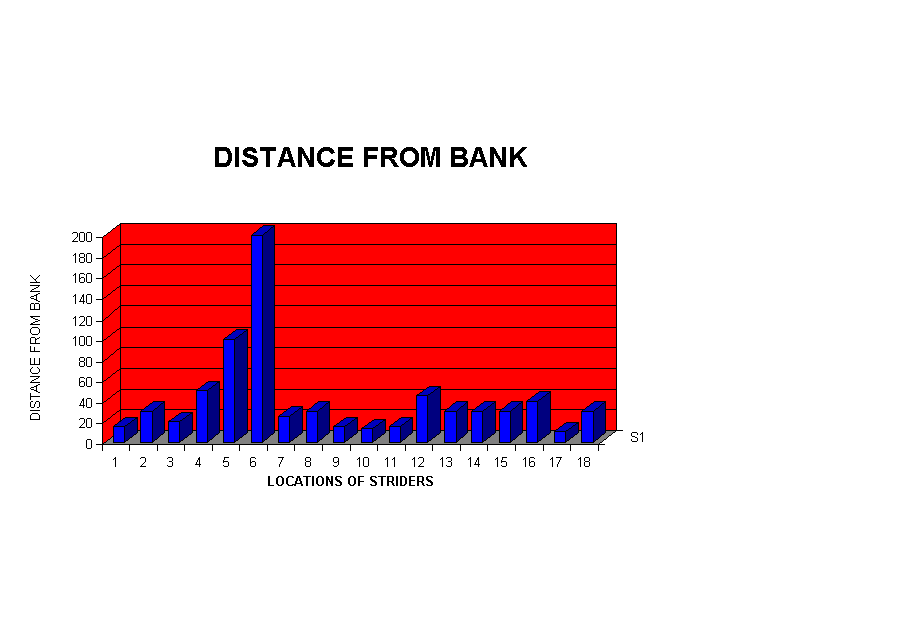 DISTANCE FROM BANK
200
180
160
140
120
100
80
60
40
20
0
DISTANCE FROM BANK
1 2 3 4 5 6 7 8 9 10 11 12 13 14 15 16 17 18
S1
LOCATIONS OF STRIDERS